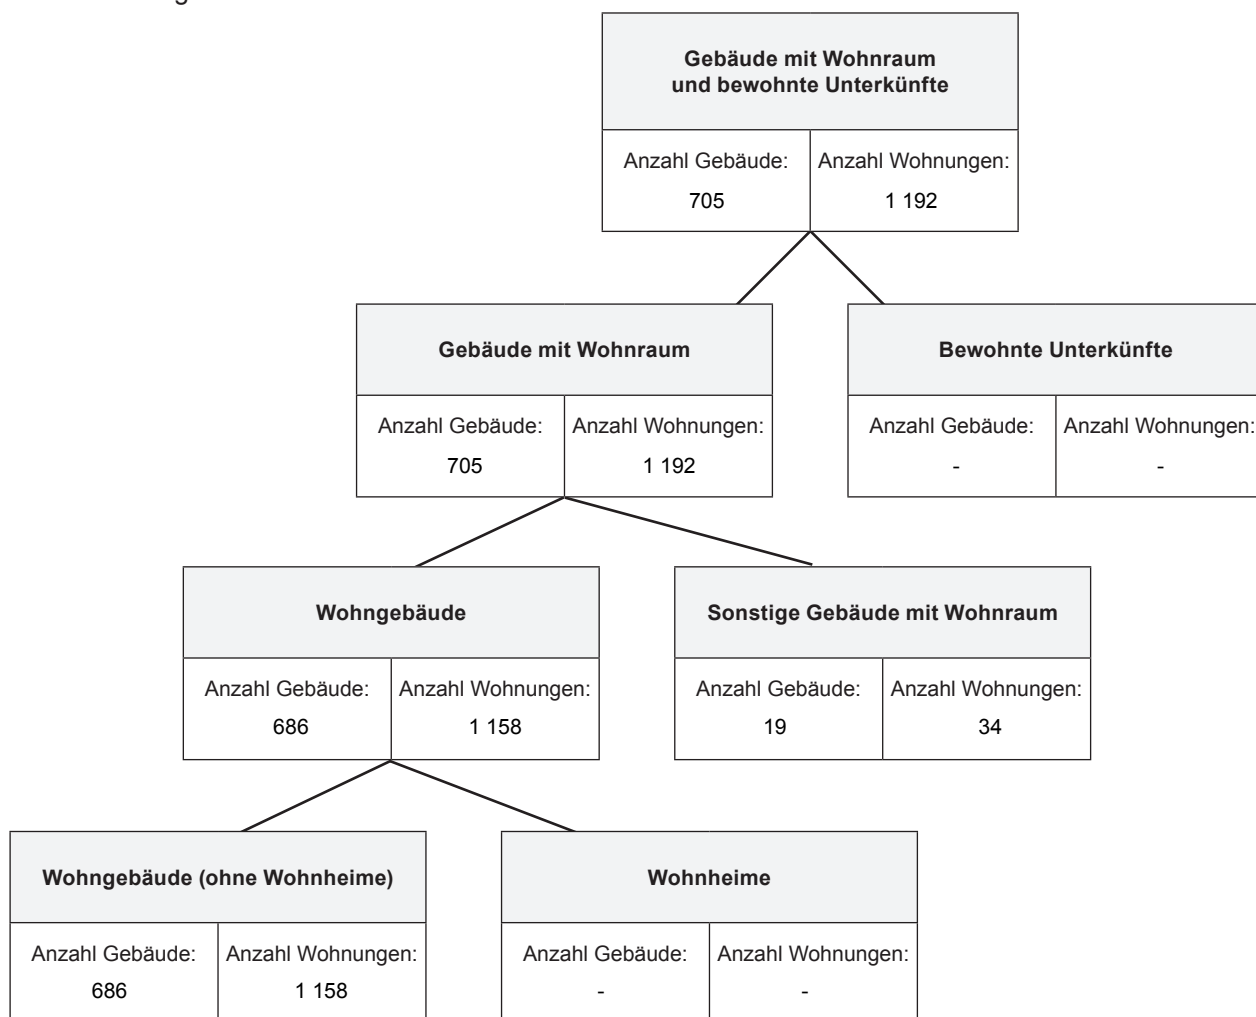 Gebäude mit Wohnraum
und bewohnte Unterkünfte
Anzahl Gebäude: Anzahl Wohnungen:
705 1 192
Gebäude mit Wohnraum
Bewohnte Unterkünfte
Anzahl Gebäude: Anzahl Wohnungen:
705 1 192
Anzahl Gebäude: Anzahl Wohnungen:
- -
Wohngebäude
Sonstige Gebäude mit Wohnraum
Anzahl Gebäude: Anzahl Wohnungen:
686 1 158
Anzahl Gebäude: Anzahl Wohnungen:
19 34
Wohngebäude (ohne Wohnheime)
Wohnheime
Anzahl Gebäude: Anzahl Wohnungen:
686 1 158
Anzahl Gebäude: Anzahl Wohnungen:
- -